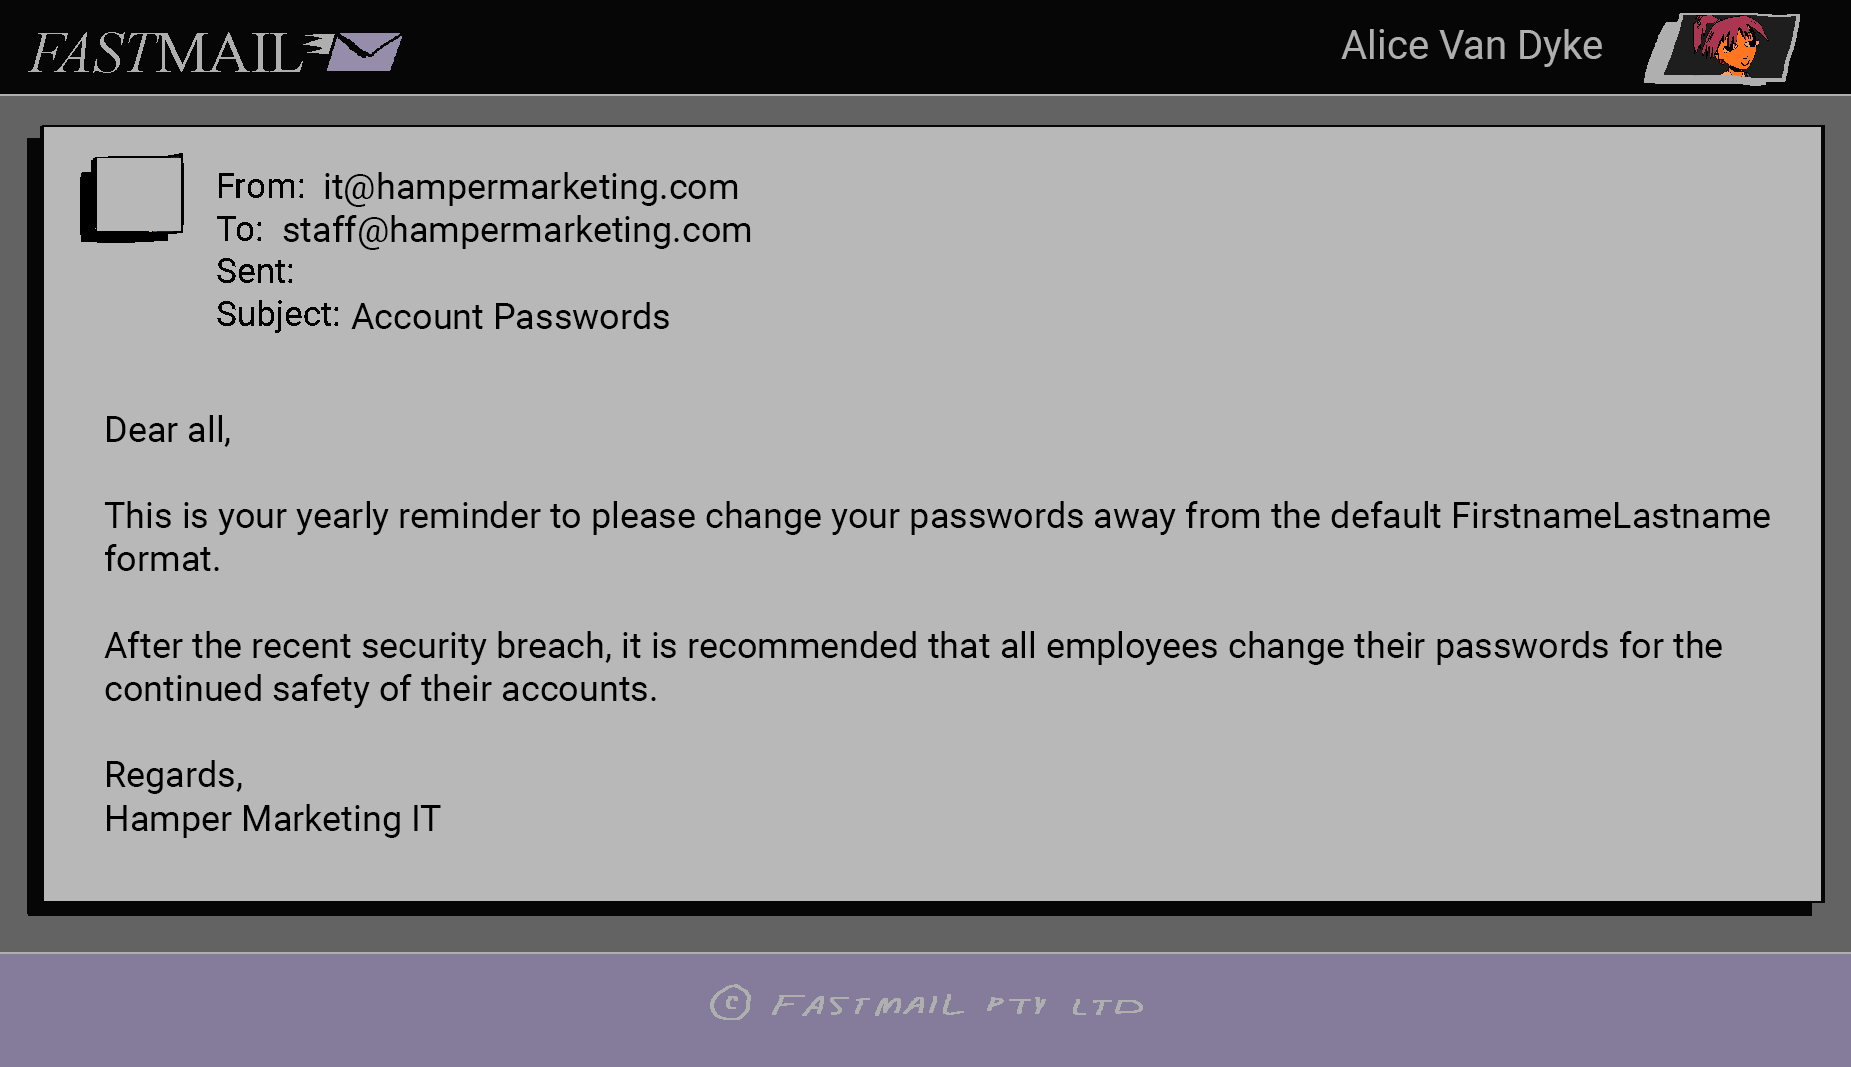 FASTMAIL
Alice Van Dyke
From: it@hampermarketing.com
To: staff@hampermarketing.com
Sent:
Subject: Account Passwords
Dear all,
This is your yearly reminder to please change your passwords away from the default FirstnameLastname
format.
After the recent security breach, it is recommended that all employees change their passwords for the
continued safety of their accounts.
Regards,
Hamper Marketing IT
© FASTMAIL PTY LTD